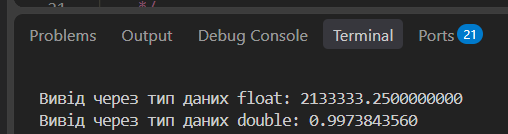 21
*/
Problems Output Debug Console Terminal Ports 21
Вивід через тип даних float: 2133333.2500000000
Вивід через тип даних double: 0.9973843560